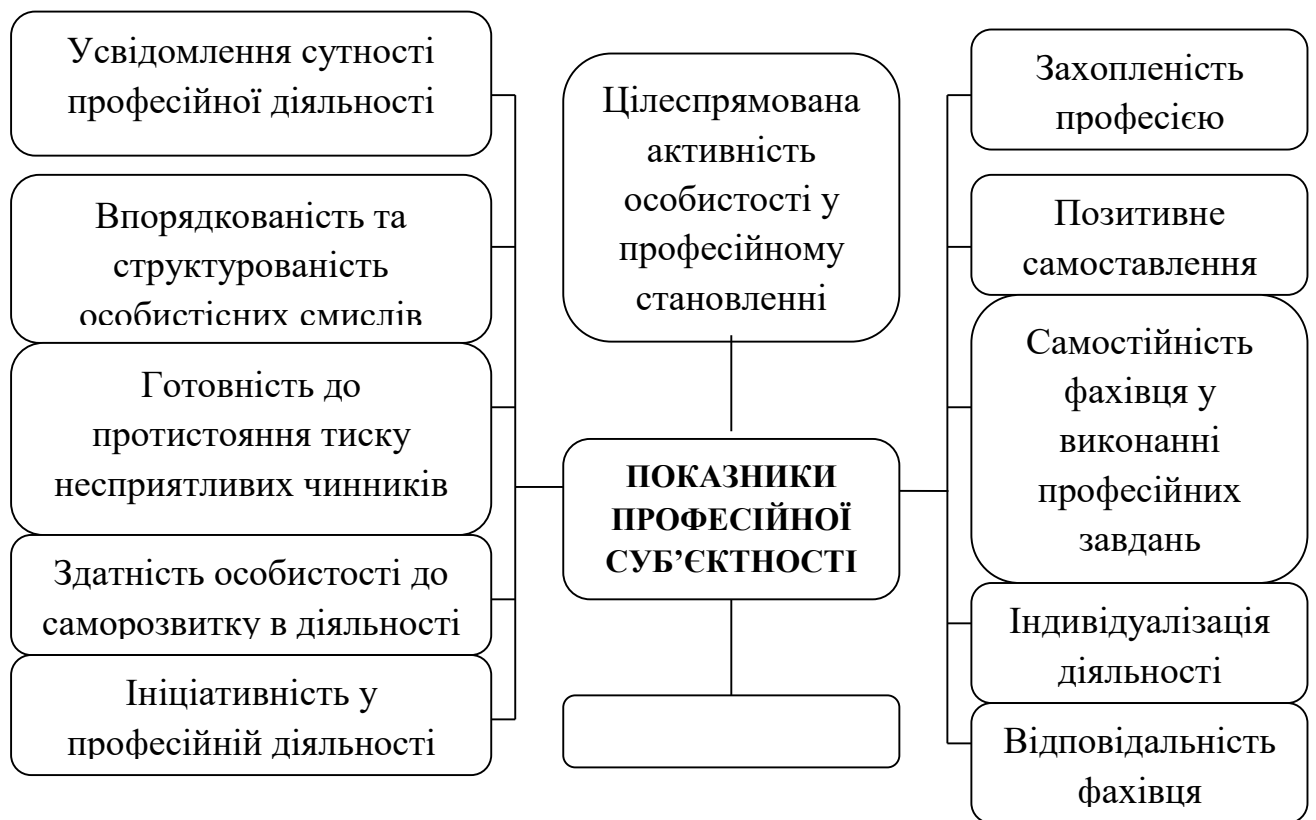 Усвідомлення сутності
професійної діяльності
Впорядкованість та
структурованість
особистісних смислів
Готовність до
протистояння тиску
несприятливих чинників
Здатність особистості до
саморозвитку в діяльності
Ініціативність у
професійній діяльності
Цілеспрямована
активність
особистості у
професійному
становленні
ПОКАЗНИКИ
ПРОФЕСІЙНОЇ
СУБ’ЄКТНОСТІ
Захопленість
професією
Позитивне
самоставлення
Самостійність
фахівця у
виконанні
професійних
завдань
Індивідуалізація
діяльності
Відповідальність
фахівця